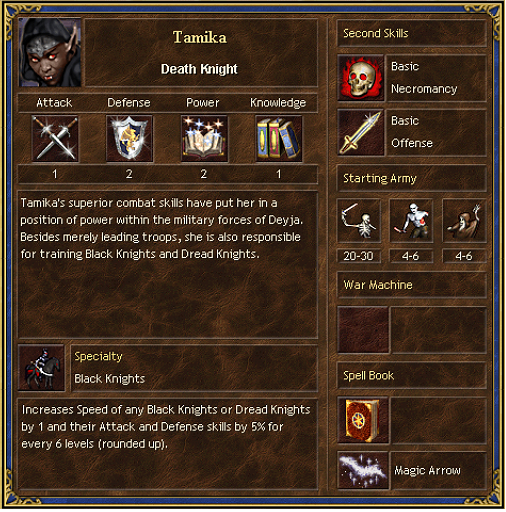 Tamika
Death Knight
Attack Defense Power Knowledge
1 2 2 1
Tamika's superior combat skills have put her in a
position of power within the military forces of Deyja.
Besides merely leading troops, she is also responsible
for training Black Knights and Dread Knights.
Specialty
Black Knights
Increases Speed of any Black Knights or Dread Knights
by 1 and their Attack and Defense skills by 5% for
every 6 levels (rounded up).
Second Skills
Basic
Necromancy
Basic
Offense
Starting Army
20-30 4-6 4-6
War Machine
Spell Book
Magic Arrow